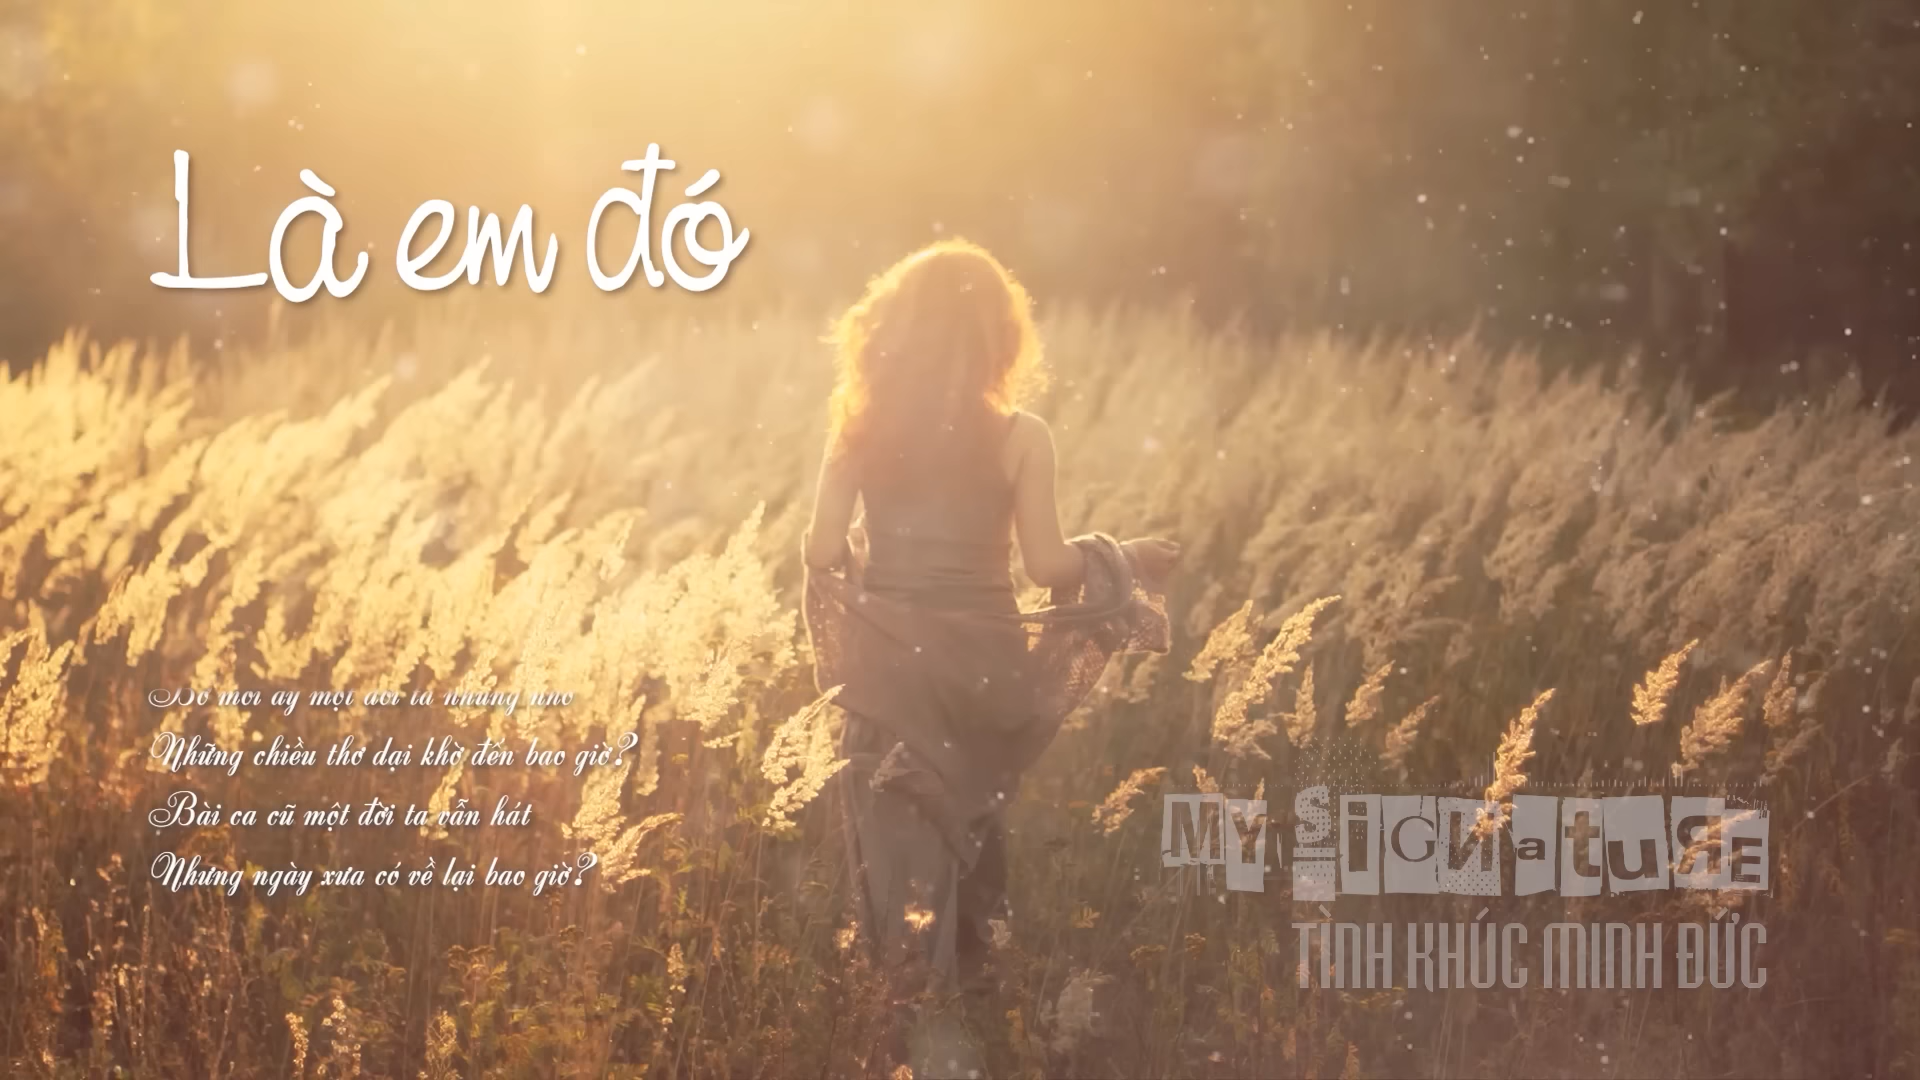 Là em đó
Những chiều thơ dại khờ đến bao giờ?
Bài ca cũ một đời ta vẫn hát
Nhưng ngày xưa có về lại bao giờ?
My SiGNatuRE
TÌNH KHÚC MINH ĐỨC